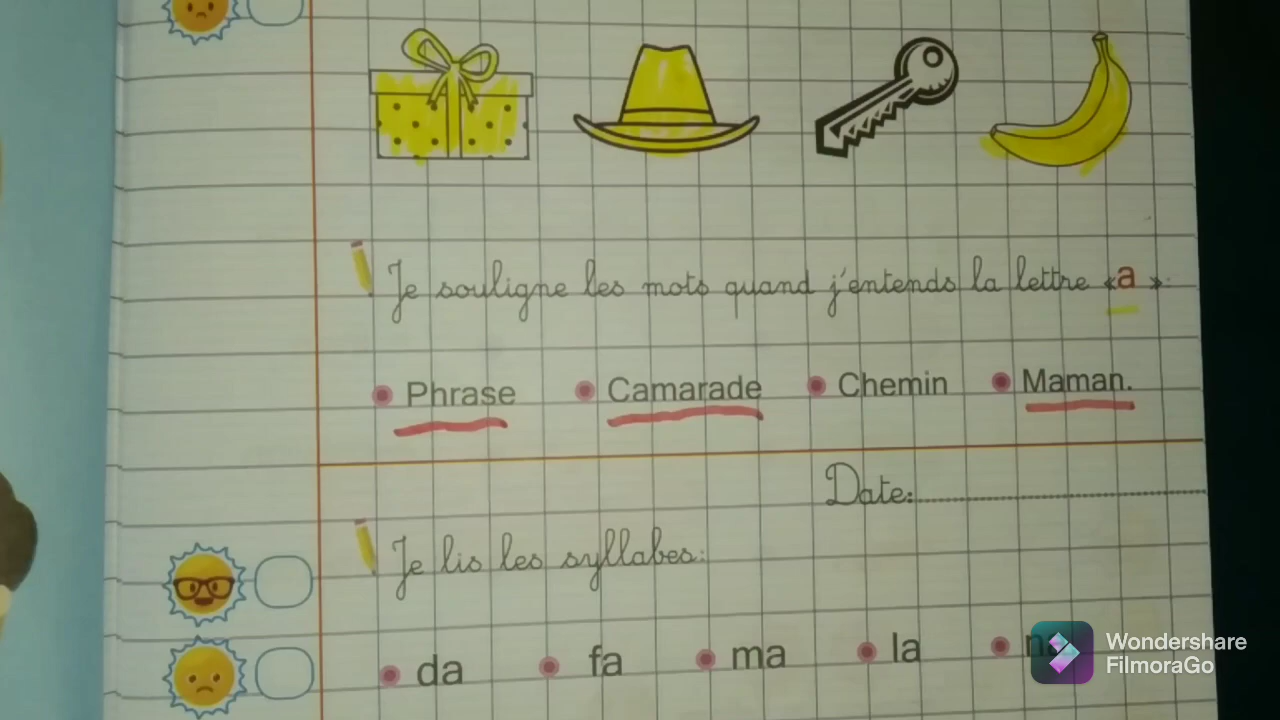 Je souligne les mots quand j'entends la lettre «a»:
Phrase Camarade Chemin Maman.
Date:
Je lis les syllabes:
da fa ma la
Wondershare
FilmoraGo